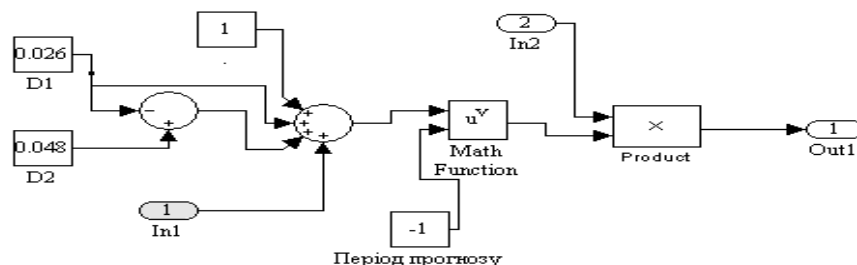 1
2
In2
0.026
D1
-
+
+
+
+
+
u^v
Math
Function
×
Product
1
Out1
0.048
D2
1
In1
-1
Період прогнозу